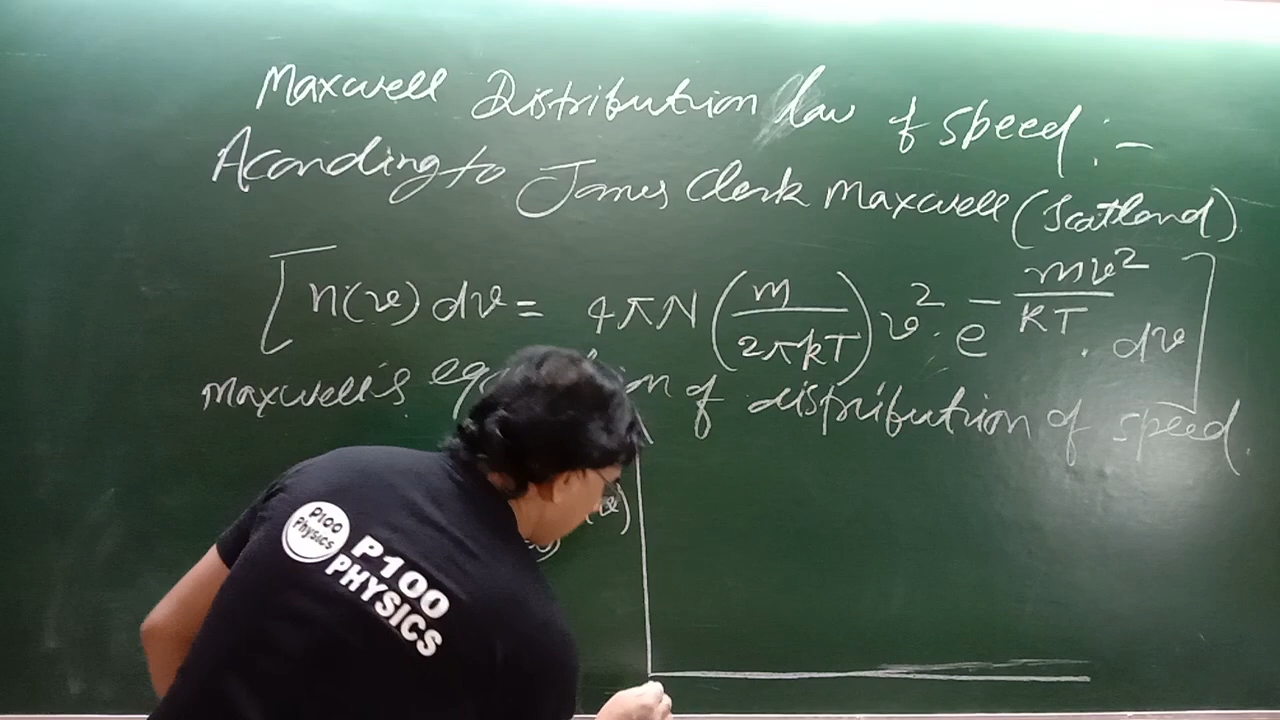 Maxwell Distribution law of speed :-
According to James Clerk Maxwell (Scotland)
[n(v) dv = 4πN (m/2πkT) v². e^-mv²/KT . dv]
Maxwell's of distribution of speed.
(v)
P100
Physics
P100
PHYSICS